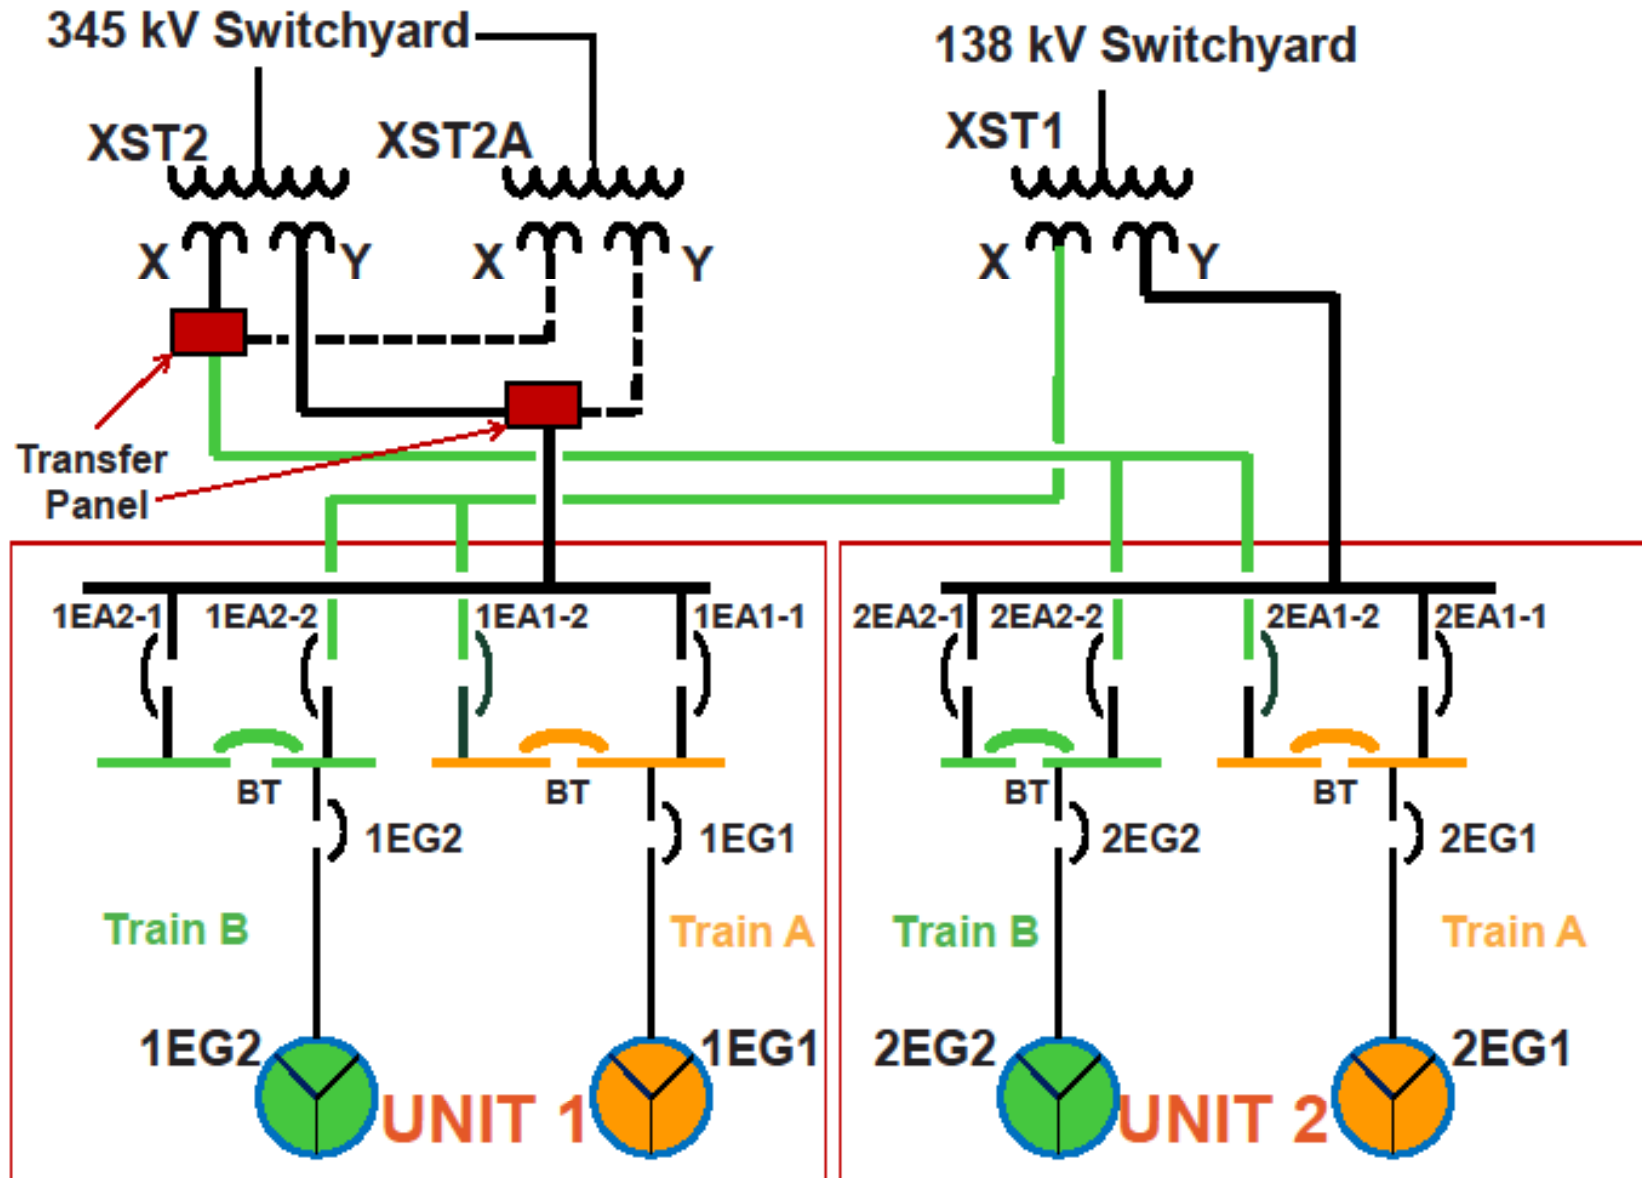 345 kV Switchyard
138 kV Switchyard
XST2
XST2A
XST1
X
Y
X
Y
X
Y
Transfer
Panel
1EA2-1
1EA2-2
1EA1-2
1EA1-1
2EA2-1
2EA2-2
2EA1-2
2EA1-1
BT
BT
BT
BT
1EG2
1EG1
2EG2
2EG1
Train B
Train A
Train B
Train A
1EG2
1EG1
2EG2
2EG1
UNIT 1
UNIT 2